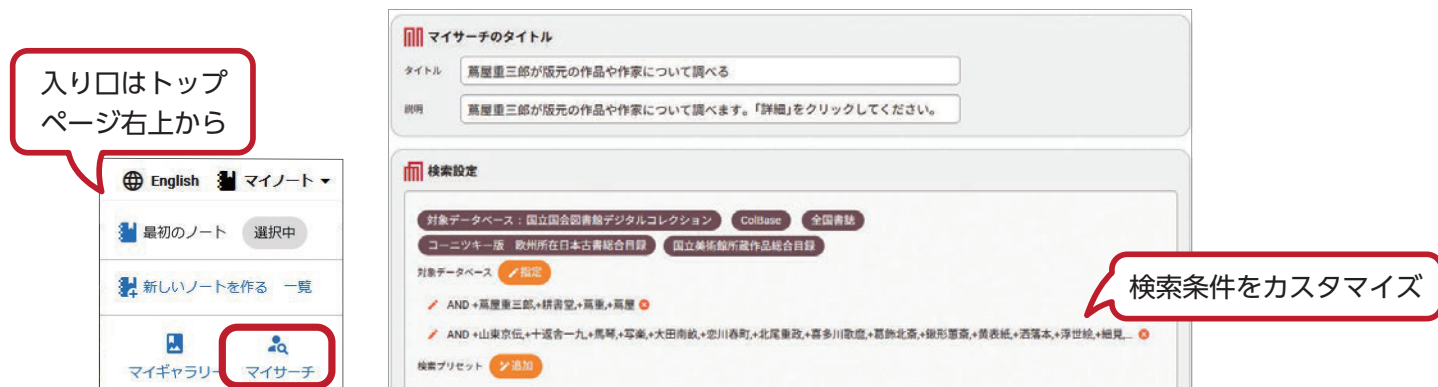 入り口はトップ
ページ右上から
English マイノート
最初のノート 選択中
新しいノートを作る 一覧
マイギャラリー マイサーチ
マイサーチのタイトル
タイトル 蔦屋重三郎が版元の作品や作家について調べる
説明 蔦屋重三郎が版元の作品や作家について調べます。「詳細」をクリックしてください。
検索設定
対象データベース：国立国会図書館デジタルコレクション ColBase 全国書誌
コーニツキー版 欧州所在日本古書総合目録 国立美術館所蔵作品総合目録
対象データベース 指定
AND +蔦屋重三郎,+耕書堂,+蔦重,+蔦屋
AND +山東京伝,+十返舎一九,+馬琴,+写楽,+大田南畝,+恋川春町,+北尾重政,+喜多川歌麿,+葛飾北斎,+鍬形蕙斎,+黄表紙,+洒落本,+浮世絵,+細見,...
検索プリセット 追加
検索条件をカスタマイズ